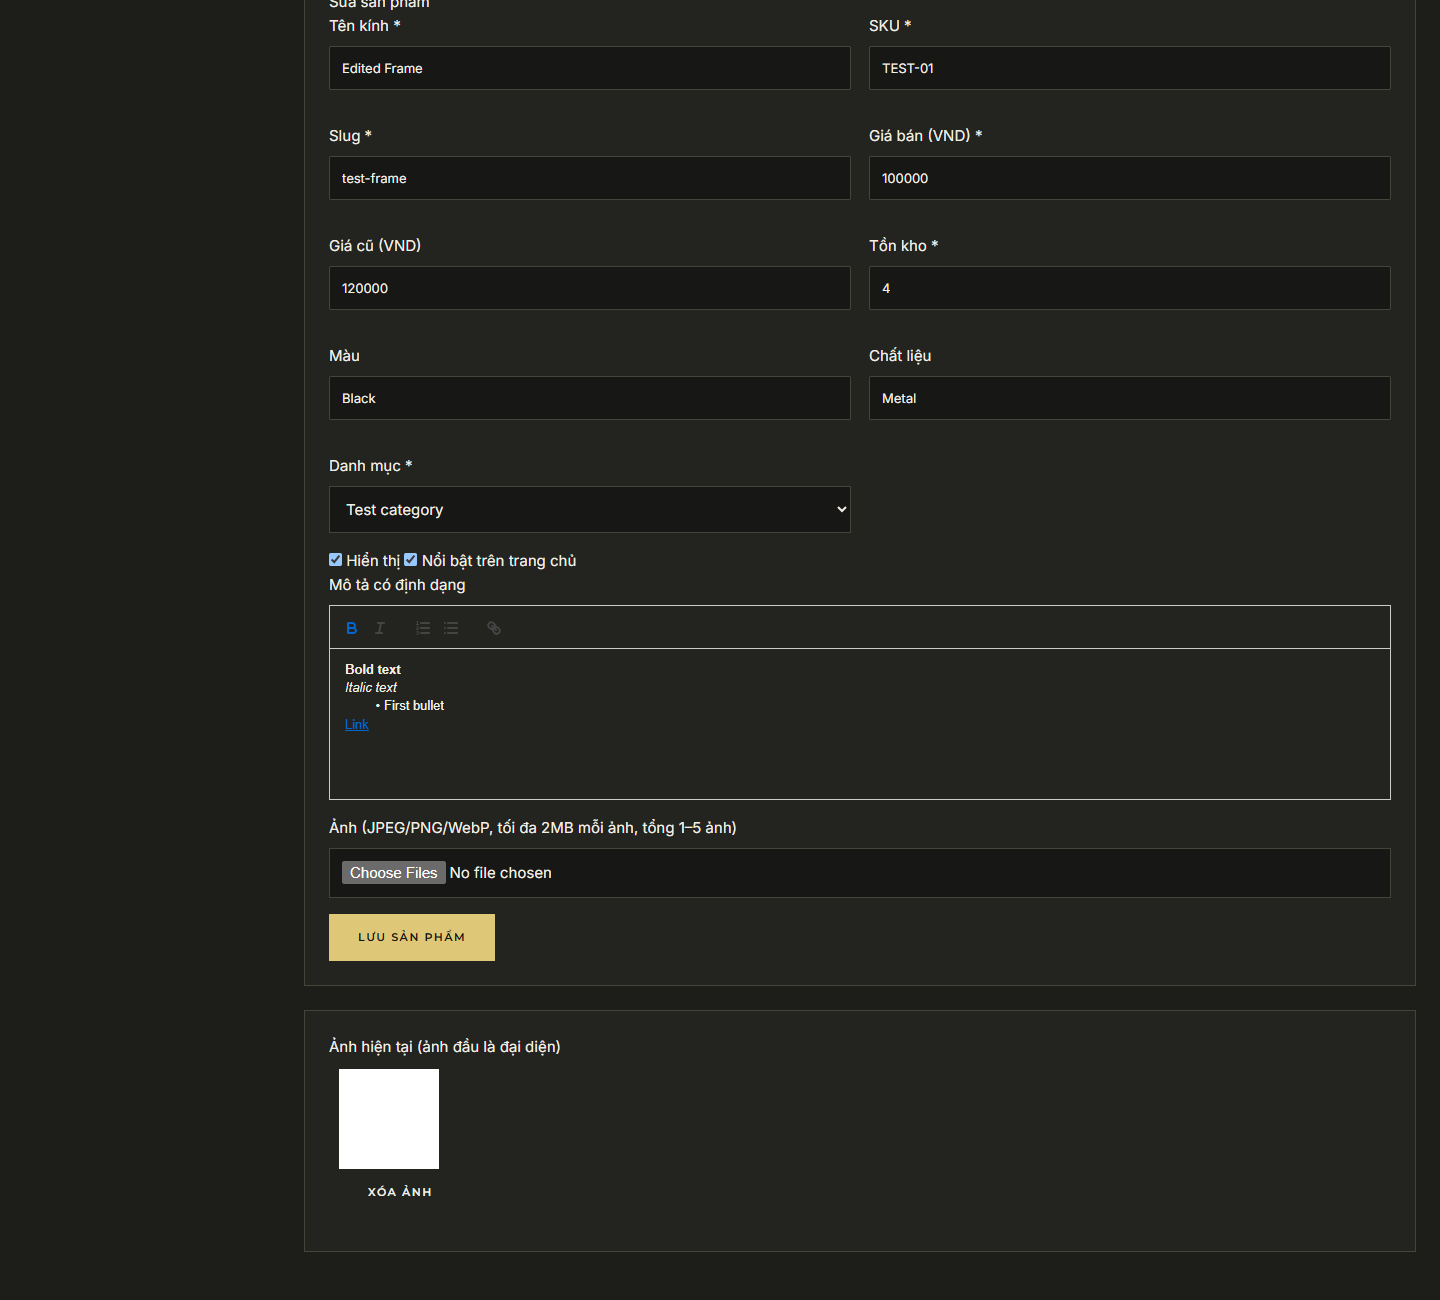 Sửa sản phẩm
Tên kính *
SKU *
Edited Frame
TEST-01
Slug *
Giá bán (VND) *
test-frame
100000
Giá cũ (VND)
Tồn kho *
120000
4
Màu
Chất liệu
Black
Metal
Danh mục *
Test category
Hiển thị Nổi bật trên trang chủ
Mô tả có định dạng
Bold text
Italic text
• First bullet
Link
Ảnh (JPEG/PNG/WebP, tối đa 2MB mỗi ảnh, tổng 1–5 ảnh)
Choose Files No file chosen
LƯU SẢN PHẨM
Ảnh hiện tại (ảnh đầu là đại diện)
XÓA ẢNH